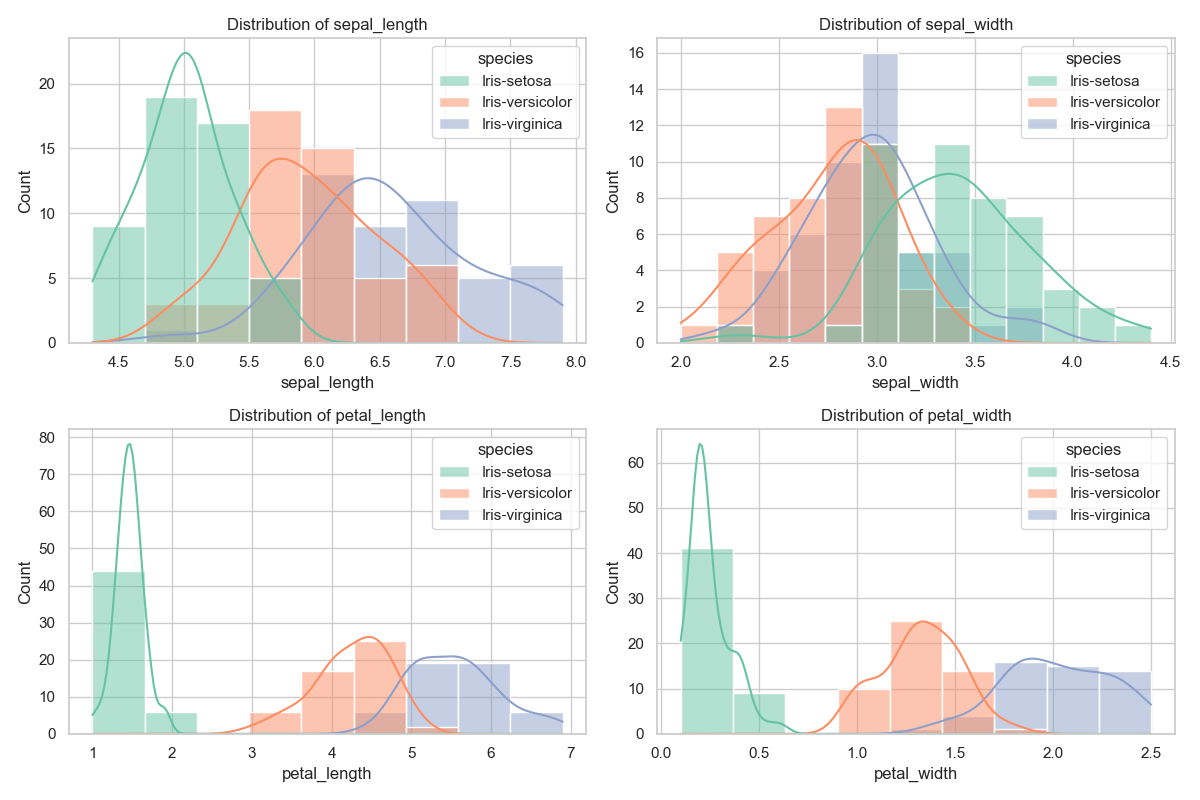 Distribution of sepal_length
Count
20
15
10
5
0
4.5 5.0 5.5 6.0 6.5 7.0 7.5 8.0
sepal_length
species
Iris-setosa
Iris-versicolor
Iris-virginica
Distribution of sepal_width
Count
16
14
12
10
8
6
4
2
0
2.0 2.5 3.0 3.5 4.0 4.5
sepal_width
species
Iris-setosa
Iris-versicolor
Iris-virginica
Distribution of petal_length
Count
80
70
60
50
40
30
20
10
0
1 2 3 4 5 6 7
petal_length
species
Iris-setosa
Iris-versicolor
Iris-virginica
Distribution of petal_width
Count
60
50
40
30
20
10
0
0.0 0.5 1.0 1.5 2.0 2.5
petal_width
species
Iris-setosa
Iris-versicolor
Iris-virginica